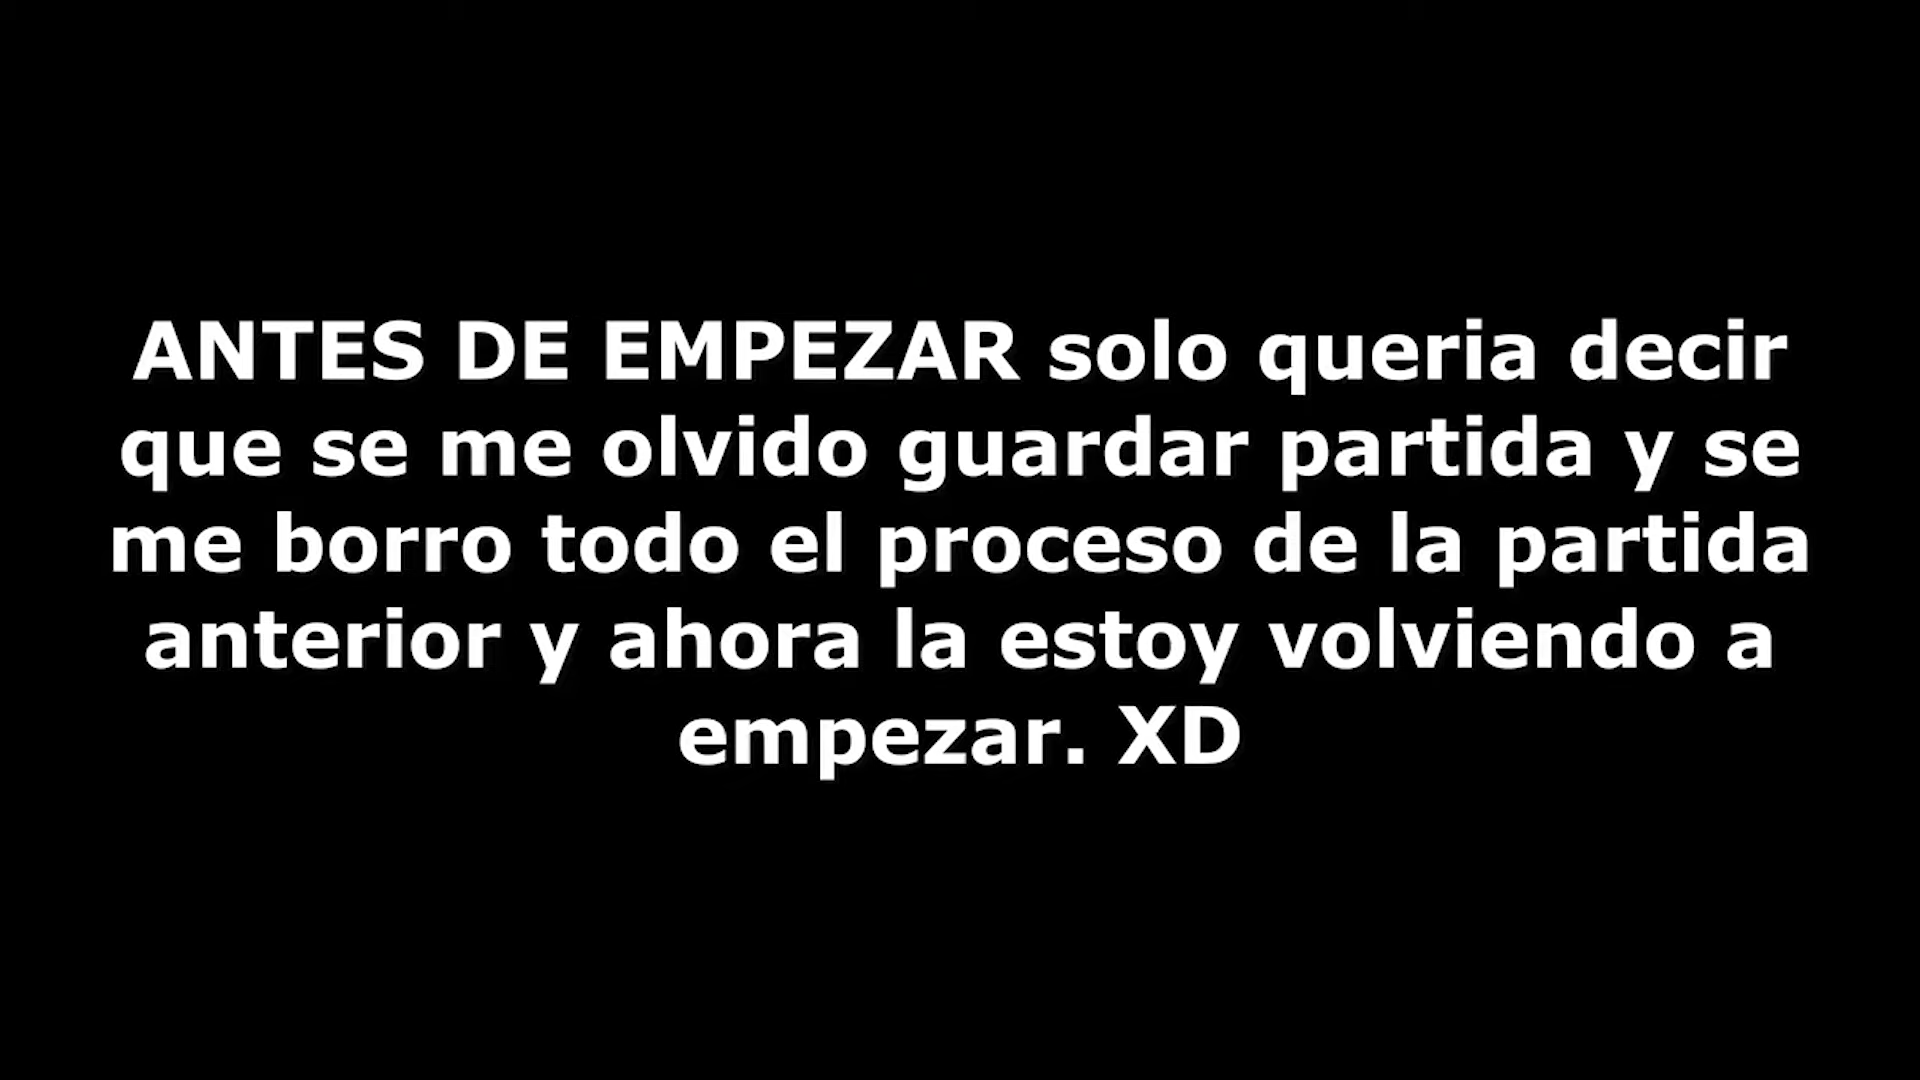 ANTES DE EMPEZAR solo queria decir
que se me olvido guardar partida y se
me borro todo el proceso de la partida
anterior y ahora la estoy volviendo a
empezar. XD